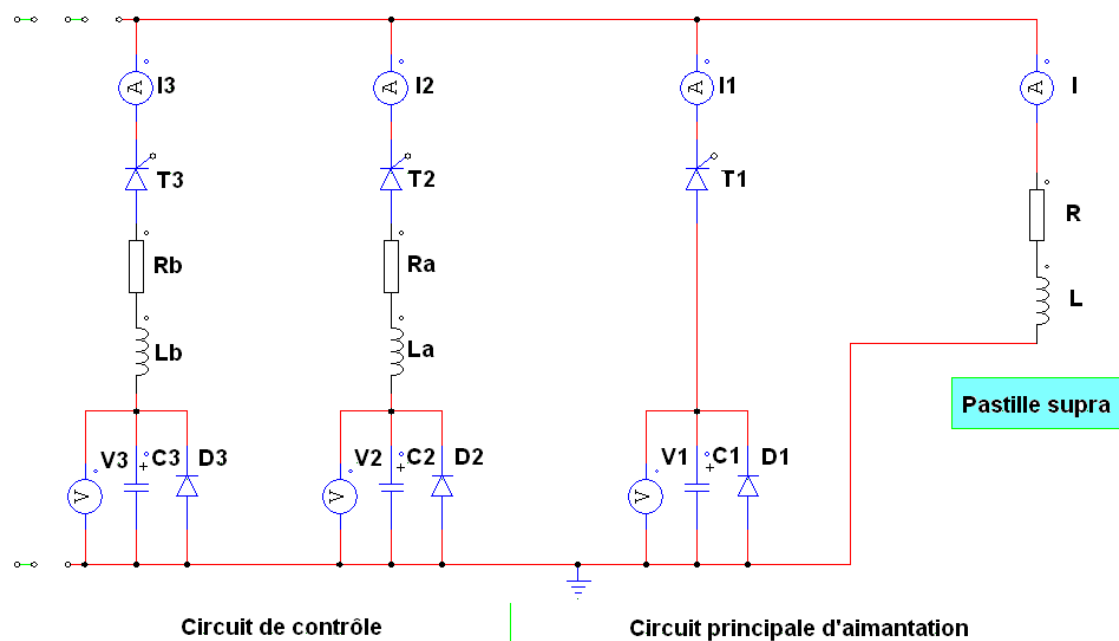 I3 I2 I1 I
A A A A
T3 T2 T1
R
Rb Ra
L
Lb La
Pastille supra
V3 + C3 D3 V2 + C2 D2 V1 + C1 D1
V V V
Circuit de contrôle Circuit principale d'aimantation